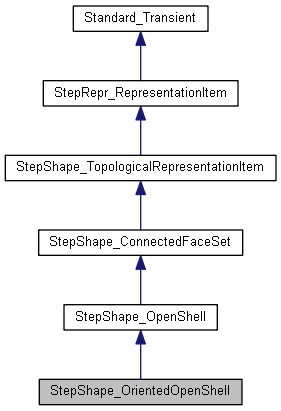 Standard_Transient
StepRepr_RepresentationItem
StepShape_TopologicalRepresentationItem
StepShape_ConnectedFaceSet
StepShape_OpenShell
StepShape_OrientedOpenShell